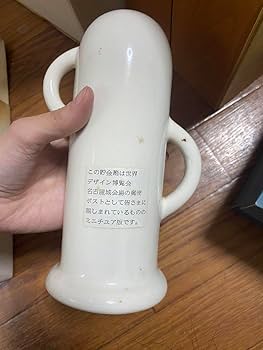 この貯金箱は世界
デザイン博覧会
名古屋城会場の郵便
ポストとして皆さまに
親しまれているものの
ミニチュア版です。